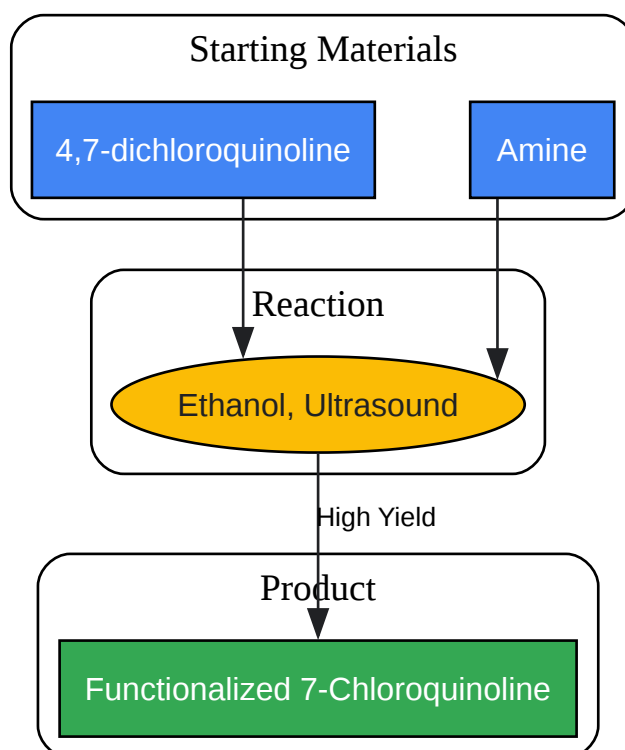 Starting Materials
4,7-dichloroquinoline
Amine
Reaction
Ethanol, Ultrasound
High Yield
Product
Functionalized 7-Chloroquinoline